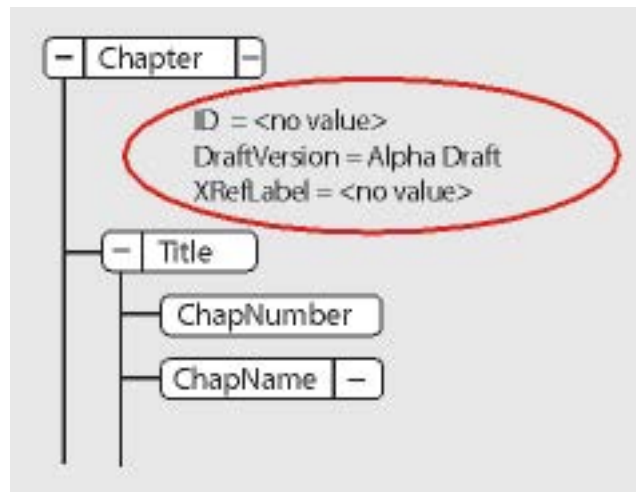 Chapter
ID = <no value>
DraftVersion = Alpha Draft
XRefLabel = <no value>
Title
ChapNumber
ChapName